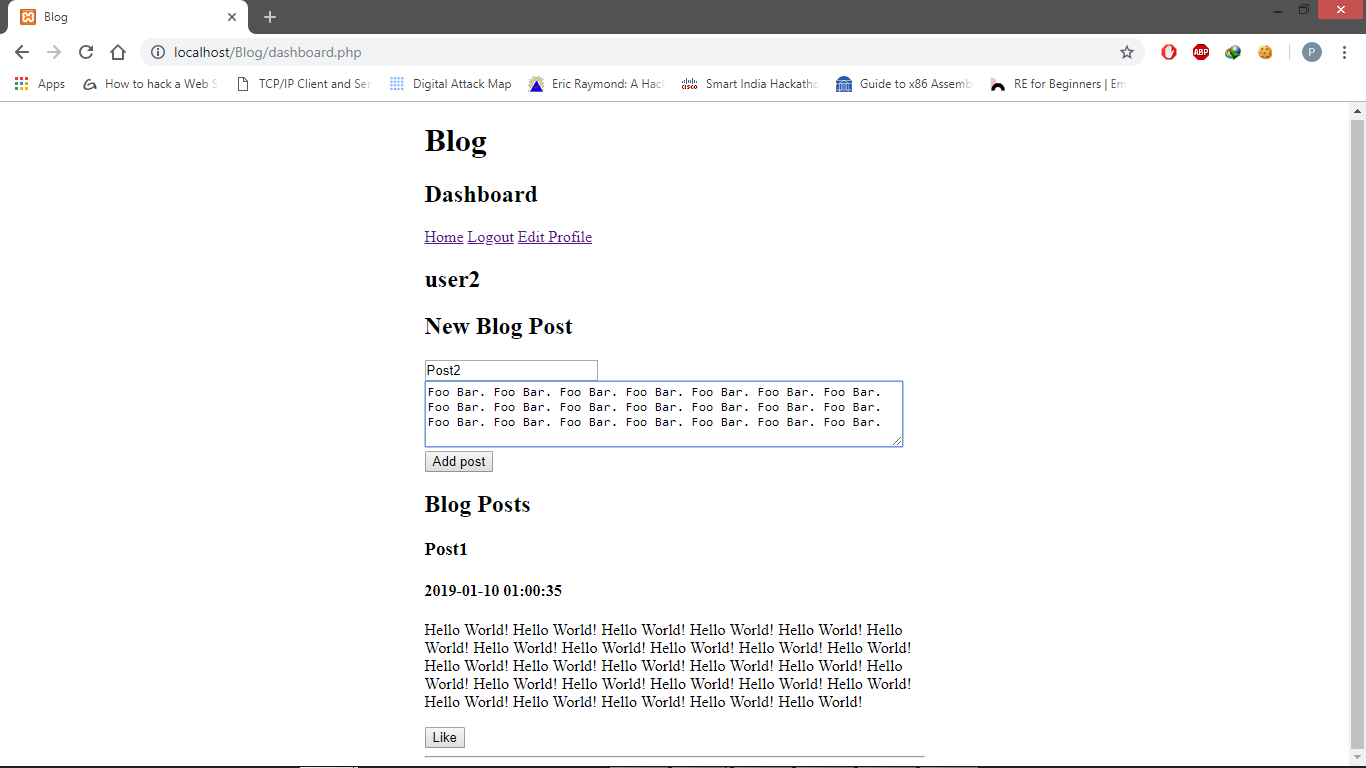 Blog
localhost/Blog/dashboard.php
ABP
P
Apps
How to hack a Web S
TCP/IP Client and Ser
Digital Attack Map
Eric Raymond: A Hac
cisco
Smart India Hackatho
Guide to x86 Assemb
RE for Beginners | Em
Blog
Dashboard
Home Logout Edit Profile
user2
New Blog Post
Post2
Foo Bar. Foo Bar. Foo Bar. Foo Bar. Foo Bar. Foo Bar. Foo Bar.
Foo Bar. Foo Bar. Foo Bar. Foo Bar. Foo Bar. Foo Bar. Foo Bar.
Foo Bar. Foo Bar. Foo Bar. Foo Bar. Foo Bar. Foo Bar. Foo Bar.
Add post
Blog Posts
Post1
2019-01-10 01:00:35
Hello World! Hello World! Hello World! Hello World! Hello World! Hello
World! Hello World! Hello World! Hello World! Hello World! Hello World!
Hello World! Hello World! Hello World! Hello World! Hello World! Hello
World! Hello World! Hello World! Hello World! Hello World! Hello World!
Hello World! Hello World! Hello World! Hello World! Hello World!
Like